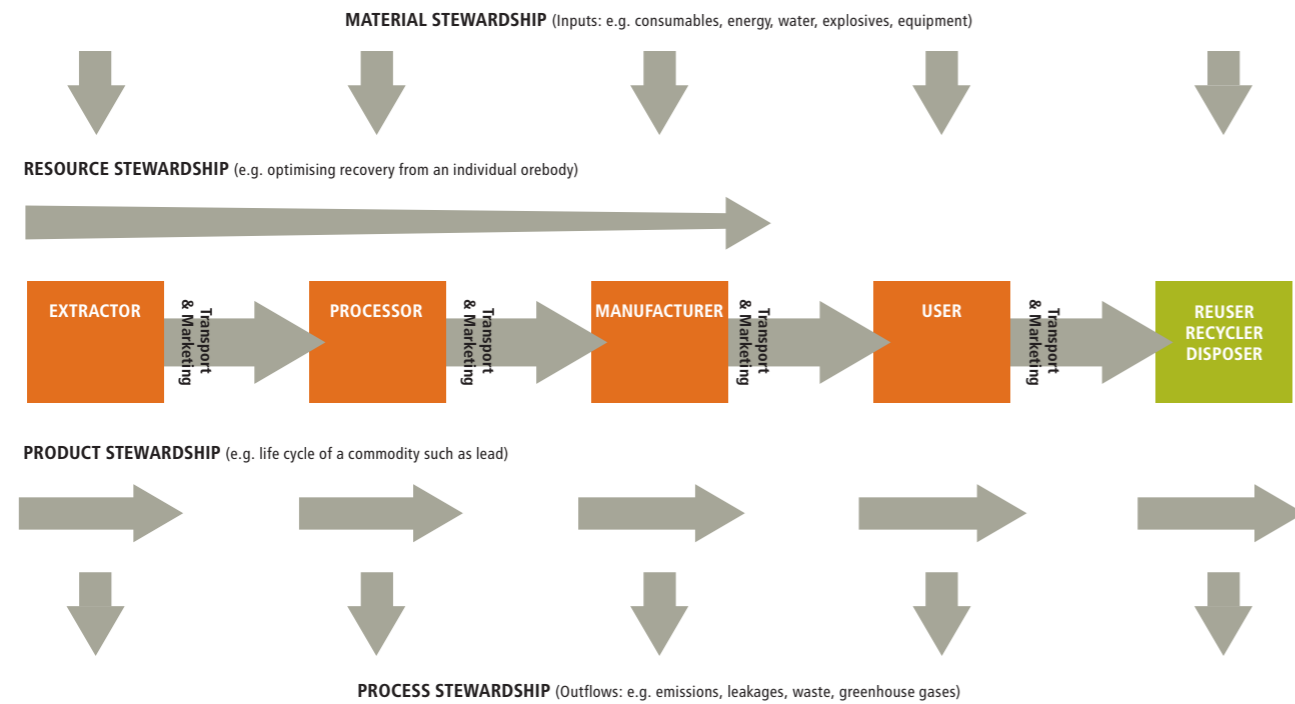 MATERIAL STEWARDSHIP (Inputs: e.g. consumables, energy, water, explosives, equipment)
RESOURCE STEWARDSHIP (e.g. optimising recovery from an individual orebody)
EXTRACTOR
Transport
& Marketing
PROCESSOR
Transport
& Marketing
MANUFACTURER
Transport
& Marketing
USER
Transport
& Marketing
REUSER
RECYCLER
DISPOSER
PRODUCT STEWARDSHIP (e.g. life cycle of a commodity such as lead)
PROCESS STEWARDSHIP (Outflows: e.g. emissions, leakages, waste, greenhouse gases)